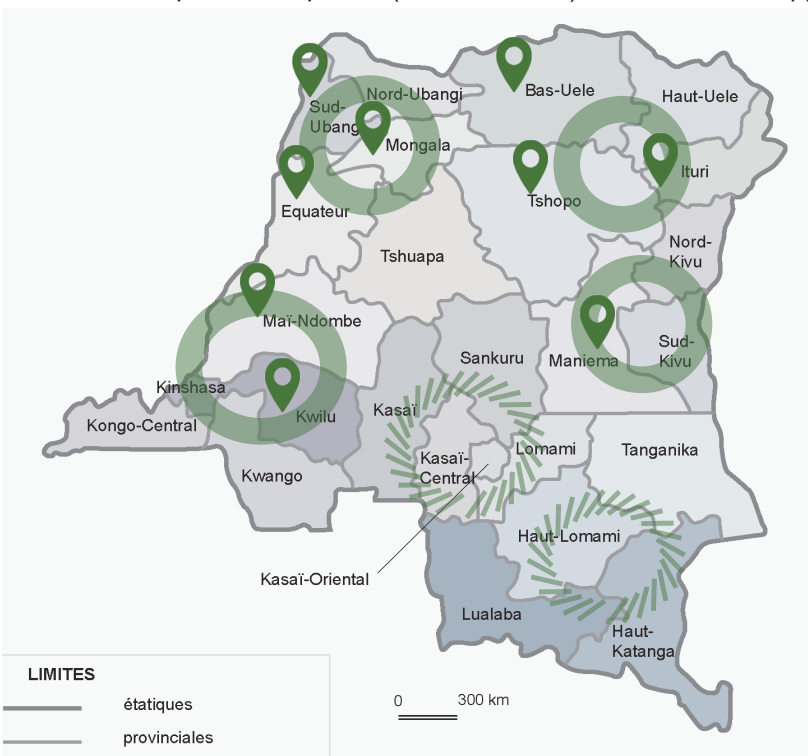 Nord-Ubangi
Bas-Uele
Haut-Uele
Sud-
Ubangi
Mongala
Ituri
Tshopo
Equateur
Nord-
Kivu
Tshuapa
Maï-Ndombe
Sud-
Kivu
Sankuru
Maniema
Kinshasa
Kwilu
Kasaï
Kongo-Central
Lomami
Tanganika
Kasaï-
Central
Kwango
Haut-Lomami
Kasaï-Oriental
Lualaba
Haut-
Katanga
LIMITES
étatiques
provinciales
0 300 km